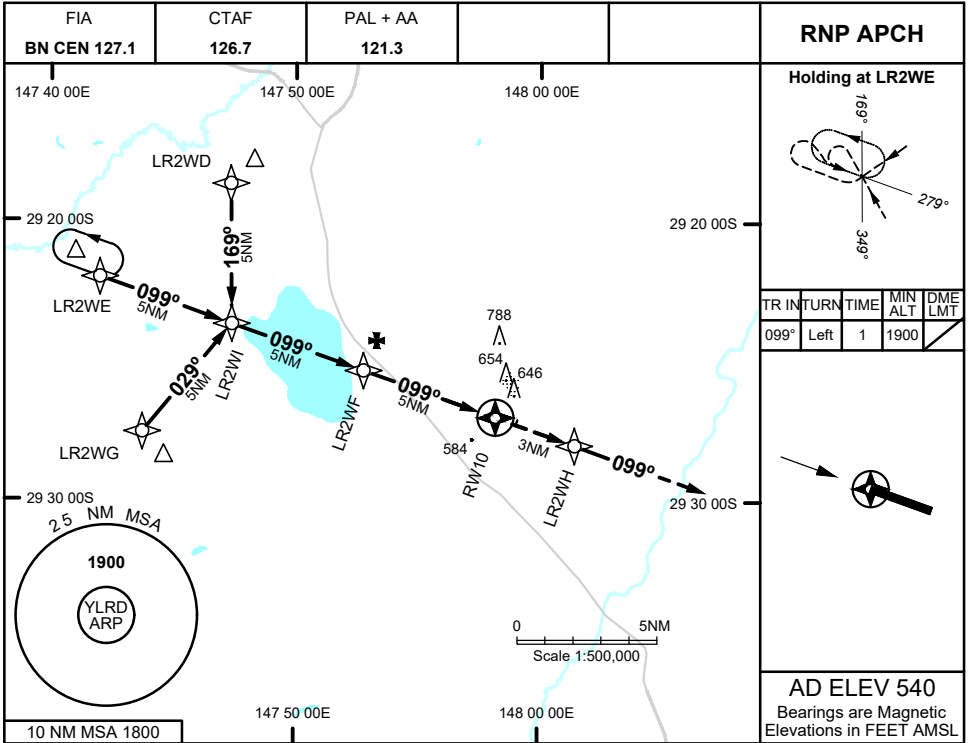 FIA
BN CEN 127.1
CTAF
126.7
PAL + AA
121.3
RNP APCH
147 40 00E
147 50 00E
148 00 00E
Holding at LR2WE
169°
279°
349°
TR IN TURN TIME MIN ALT DME LMT
099° Left 1 1900
LR2WD
29 20 00S
29 20 00S
169°
5NM
LR2WE
099°
5NM
LR2WI
099°
5NM
029°
5NM
LR2WG
LR2WF
099°
5NM
788
654
646
584
RW10
3NM
LR2WH
099°
29 30 00S
29 30 00S
25 NM MSA
1900
YLRD
ARP
0 5NM
Scale 1:500,000
147 50 00E
148 00 00E
10 NM MSA 1800
AD ELEV 540
Bearings are Magnetic
Elevations in FEET AMSL